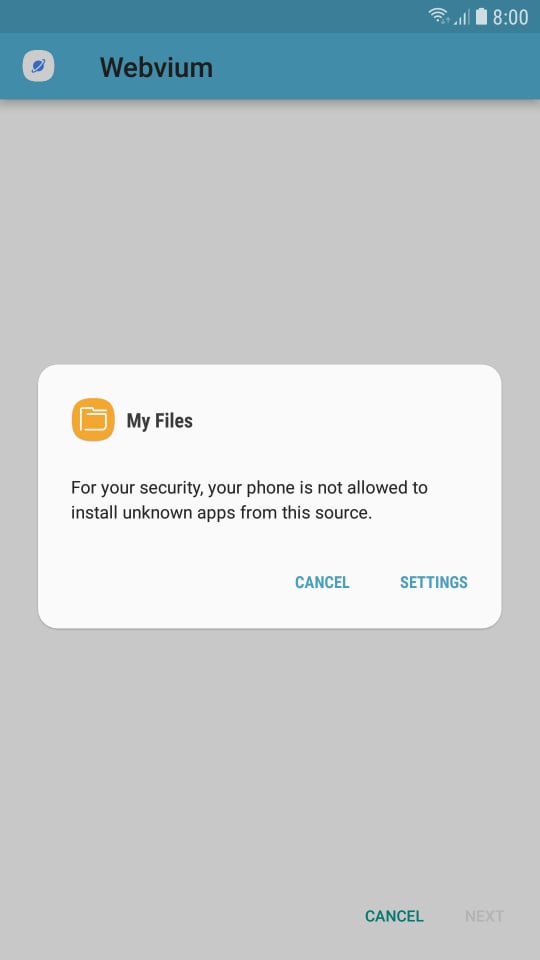 8:00
Webvium
My Files
For your security, your phone is not allowed to
install unknown apps from this source.
CANCEL SETTINGS
CANCEL NEXT